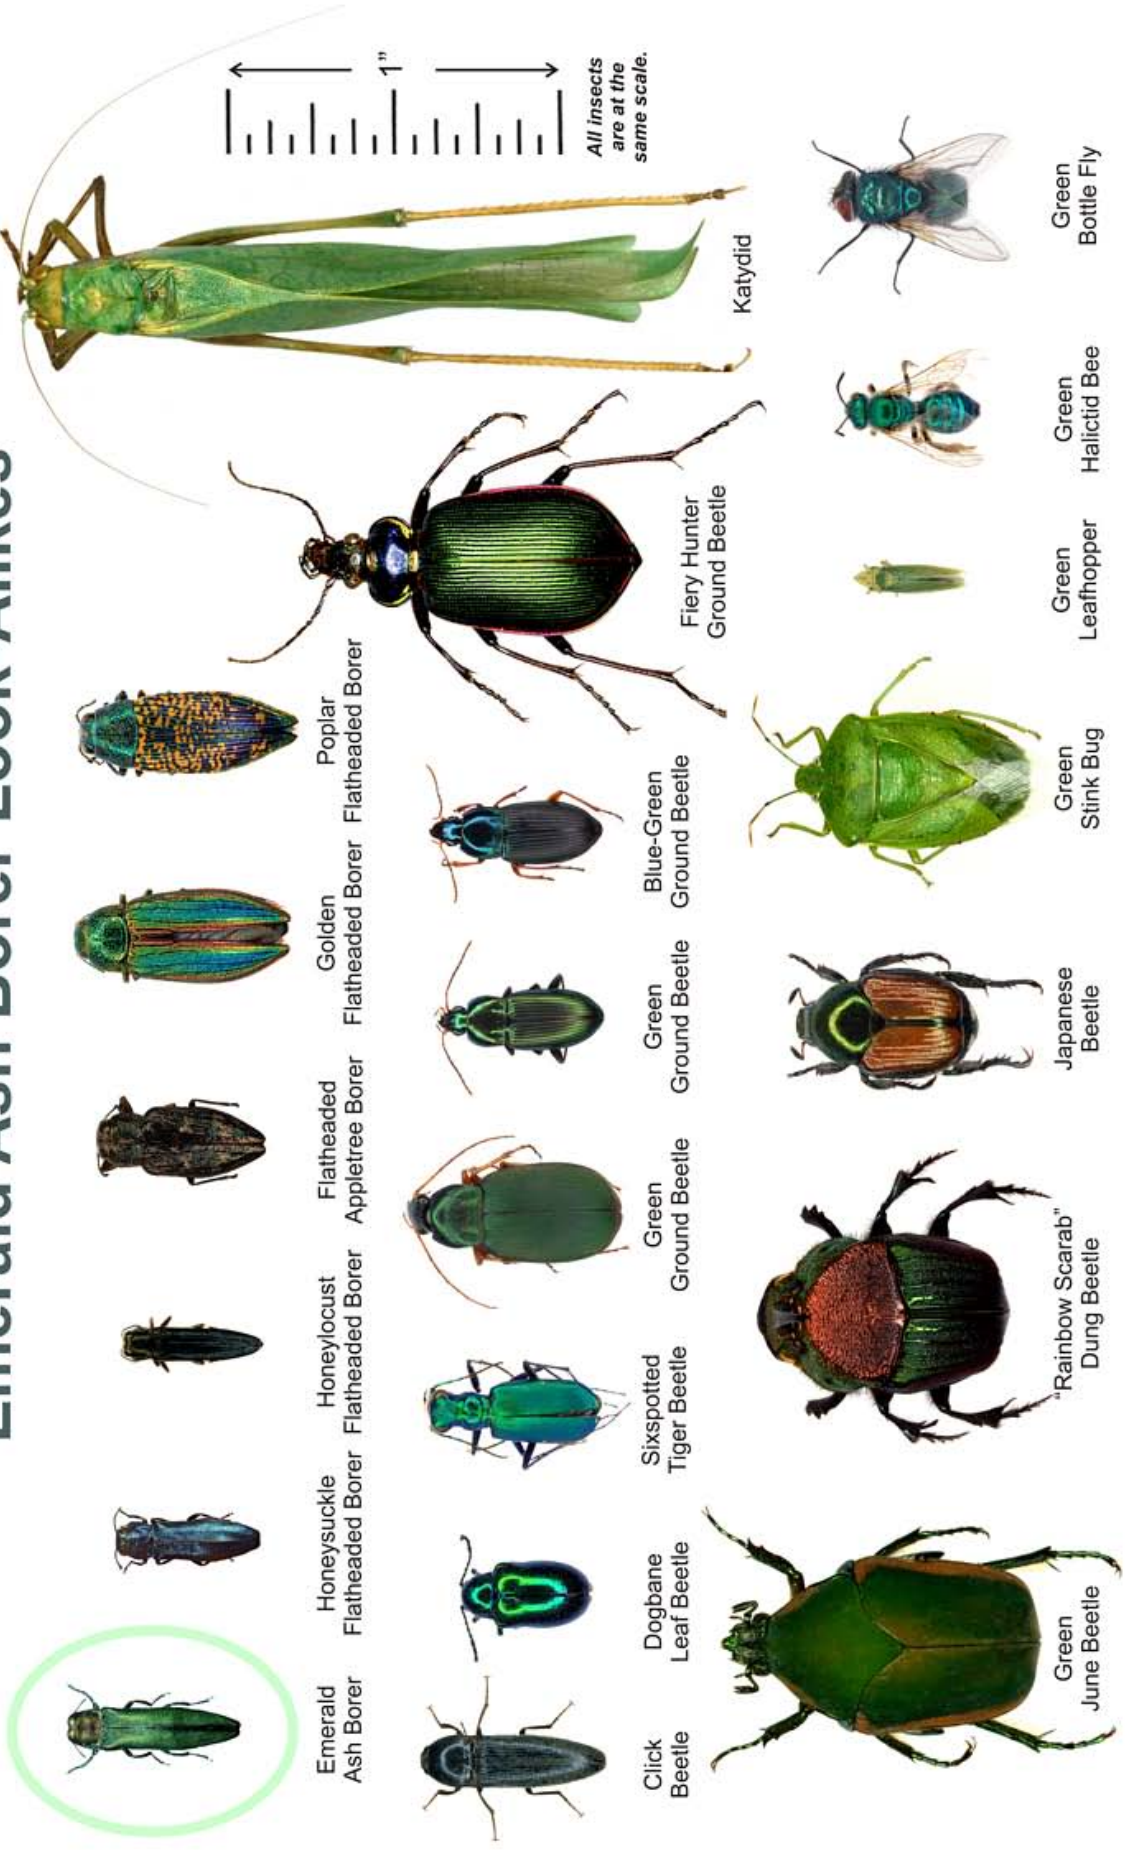 Emerald Ash Borer Look-Alikes
Emerald
Ash Borer
Honeysuckle
Flatheaded Borer
Honeylocust
Flatheaded Borer
Flatheaded
Appletree Borer
Golden
Flatheaded Borer
Poplar
Flatheaded Borer
1”
All insects
are at the
same scale.
Click
Beetle
Dogbane
Leaf Beetle
Sixspotted
Tiger Beetle
Green
Ground Beetle
Green
Ground Beetle
Blue-Green
Ground Beetle
Fiery Hunter
Ground Beetle
Katydid
Green
June Beetle
“Rainbow Scarab”
Dung Beetle
Japanese
Beetle
Green
Stink Bug
Green
Leafhopper
Green
Halictid Bee
Green
Bottle Fly